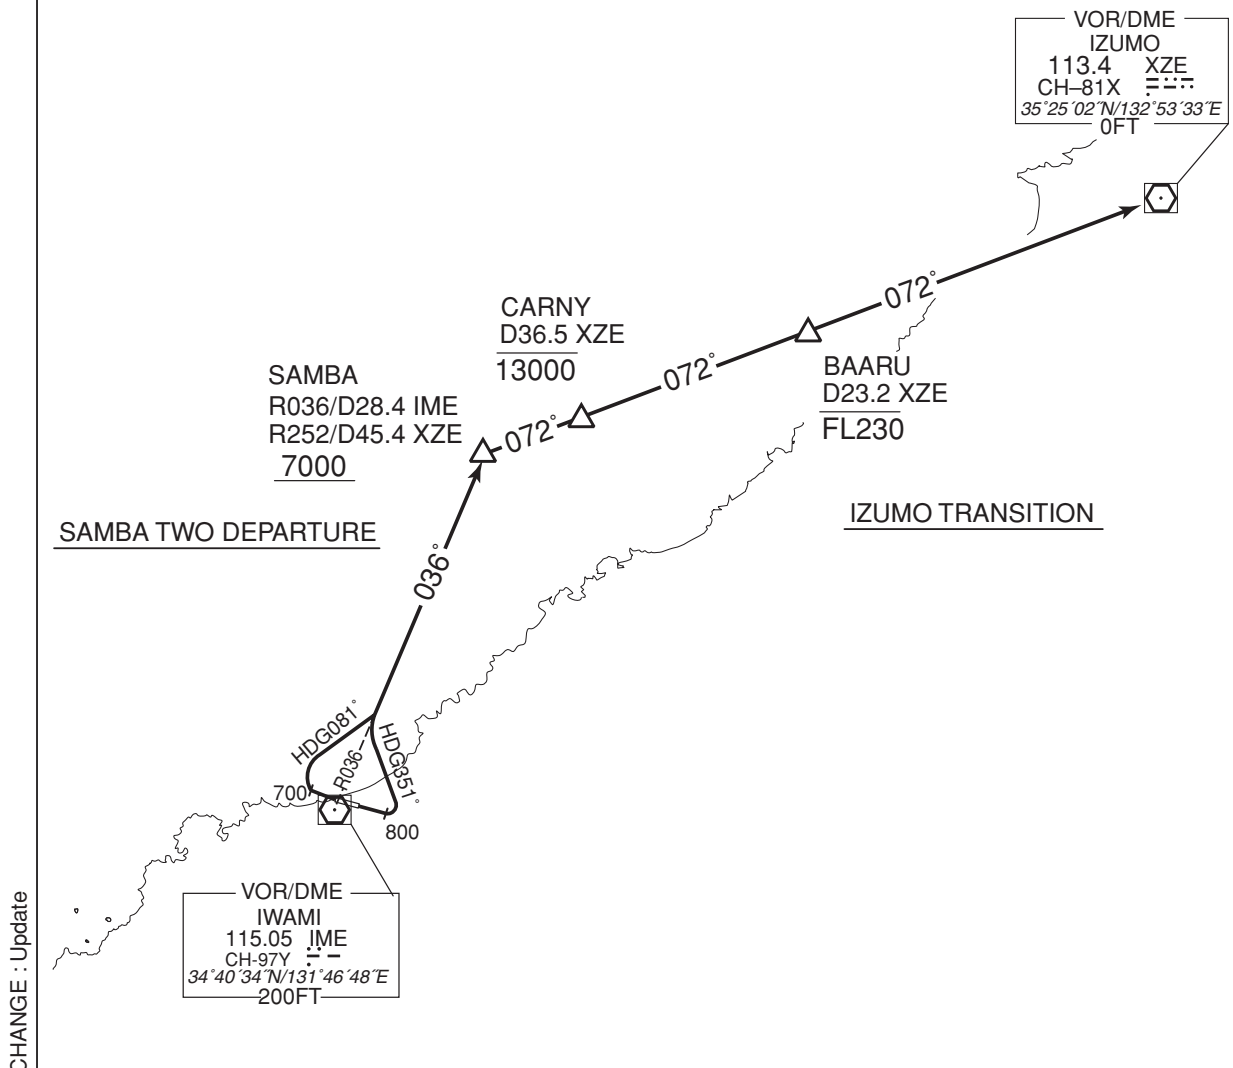 VOR/DME
IZUMO
113.4 XZE
CH–81X
35°25´02˝N/132°53´33˝E
0FT
072°
CARNY
D36.5 XZE
13000
072°
BAARU
D23.2 XZE
FL230
SAMBA
R036/D28.4 IME
R252/D45.4 XZE
7000
072°
SAMBA TWO DEPARTURE
IZUMO TRANSITION
036°
HDG081°
HDG351°
R036
700
800
VOR/DME
IWAMI
115.05 IME
CH-97Y
34°40´34˝N/131°46´48˝E
200FT
CHANGE : Update